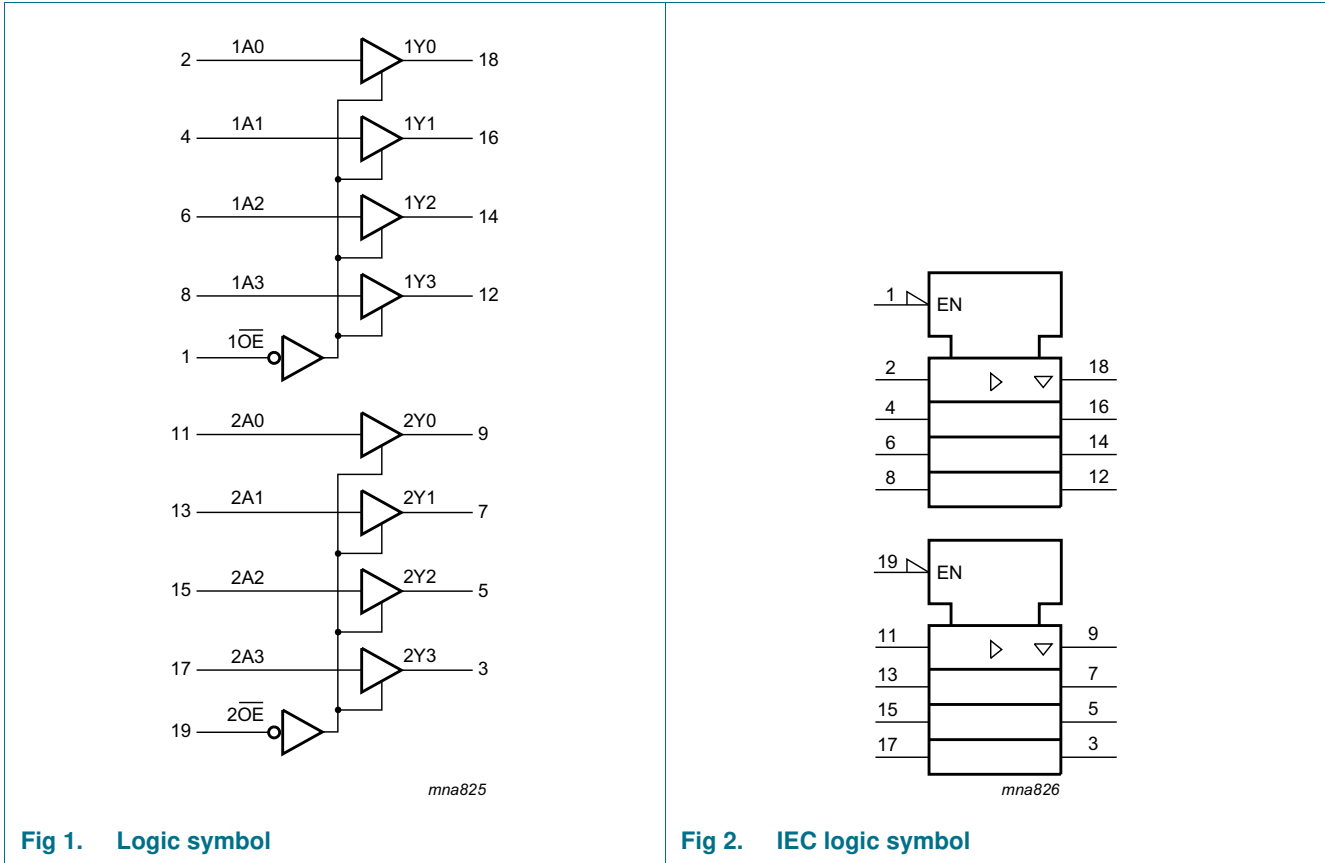 1A0 1Y0
2 18
1A1 1Y1
4 16
1A2 1Y2
6 14
1A3 1Y3
8 12
1O̅E̅
1
2A0 2Y0
11 9
2A1 2Y1
13 7
2A2 2Y2
15 5
2A3 2Y3
17 3
2O̅E̅
19
mna825
Fig 1. Logic symbol
1 EN
2 18
4 16
6 14
8 12
19 EN
11 9
13 7
15 5
17 3
mna826
Fig 2. IEC logic symbol